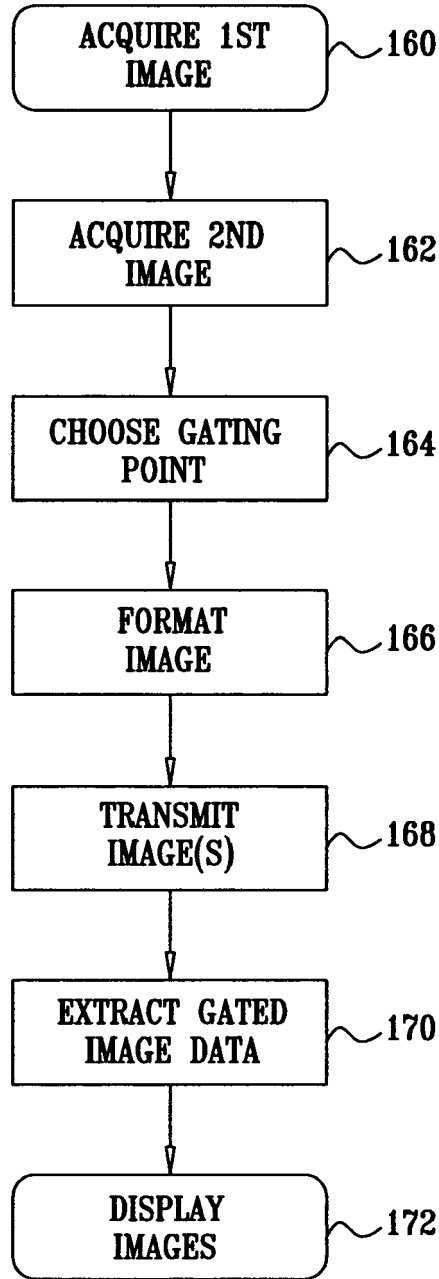 ACQUIRE 1ST
IMAGE
160
ACQUIRE 2ND
IMAGE
162
CHOOSE GATING
POINT
164
FORMAT
IMAGE
166
TRANSMIT
IMAGE(S)
168
EXTRACT GATED
IMAGE DATA
170
DISPLAY
IMAGES
172